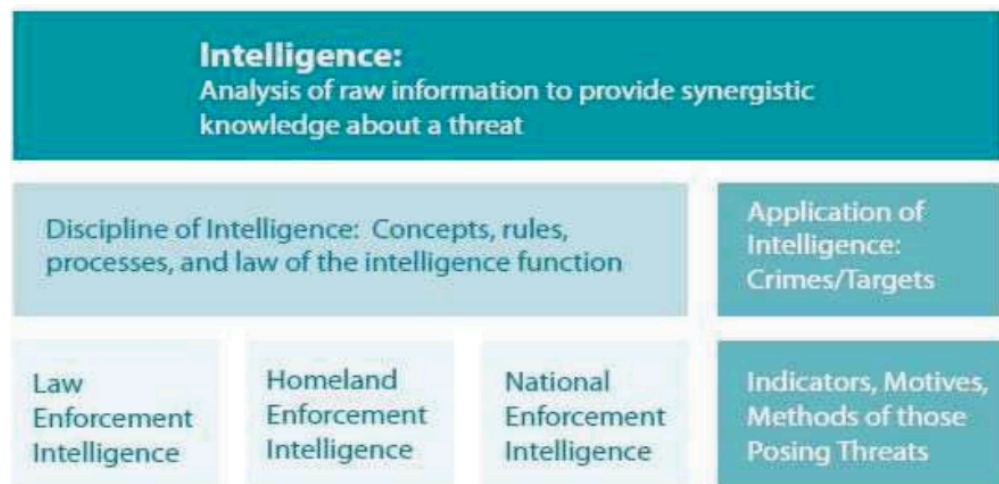 Intelligence:
Analysis of raw information to provide synergistic
knowledge about a threat
Discipline of Intelligence: Concepts, rules,
processes, and law of the intelligence function
Application of
Intelligence:
Crimes/Targets
Law
Enforcement
Intelligence
Homeland
Enforcement
Intelligence
National
Enforcement
Intelligence
Indicators, Motives,
Methods of those
Posing Threats